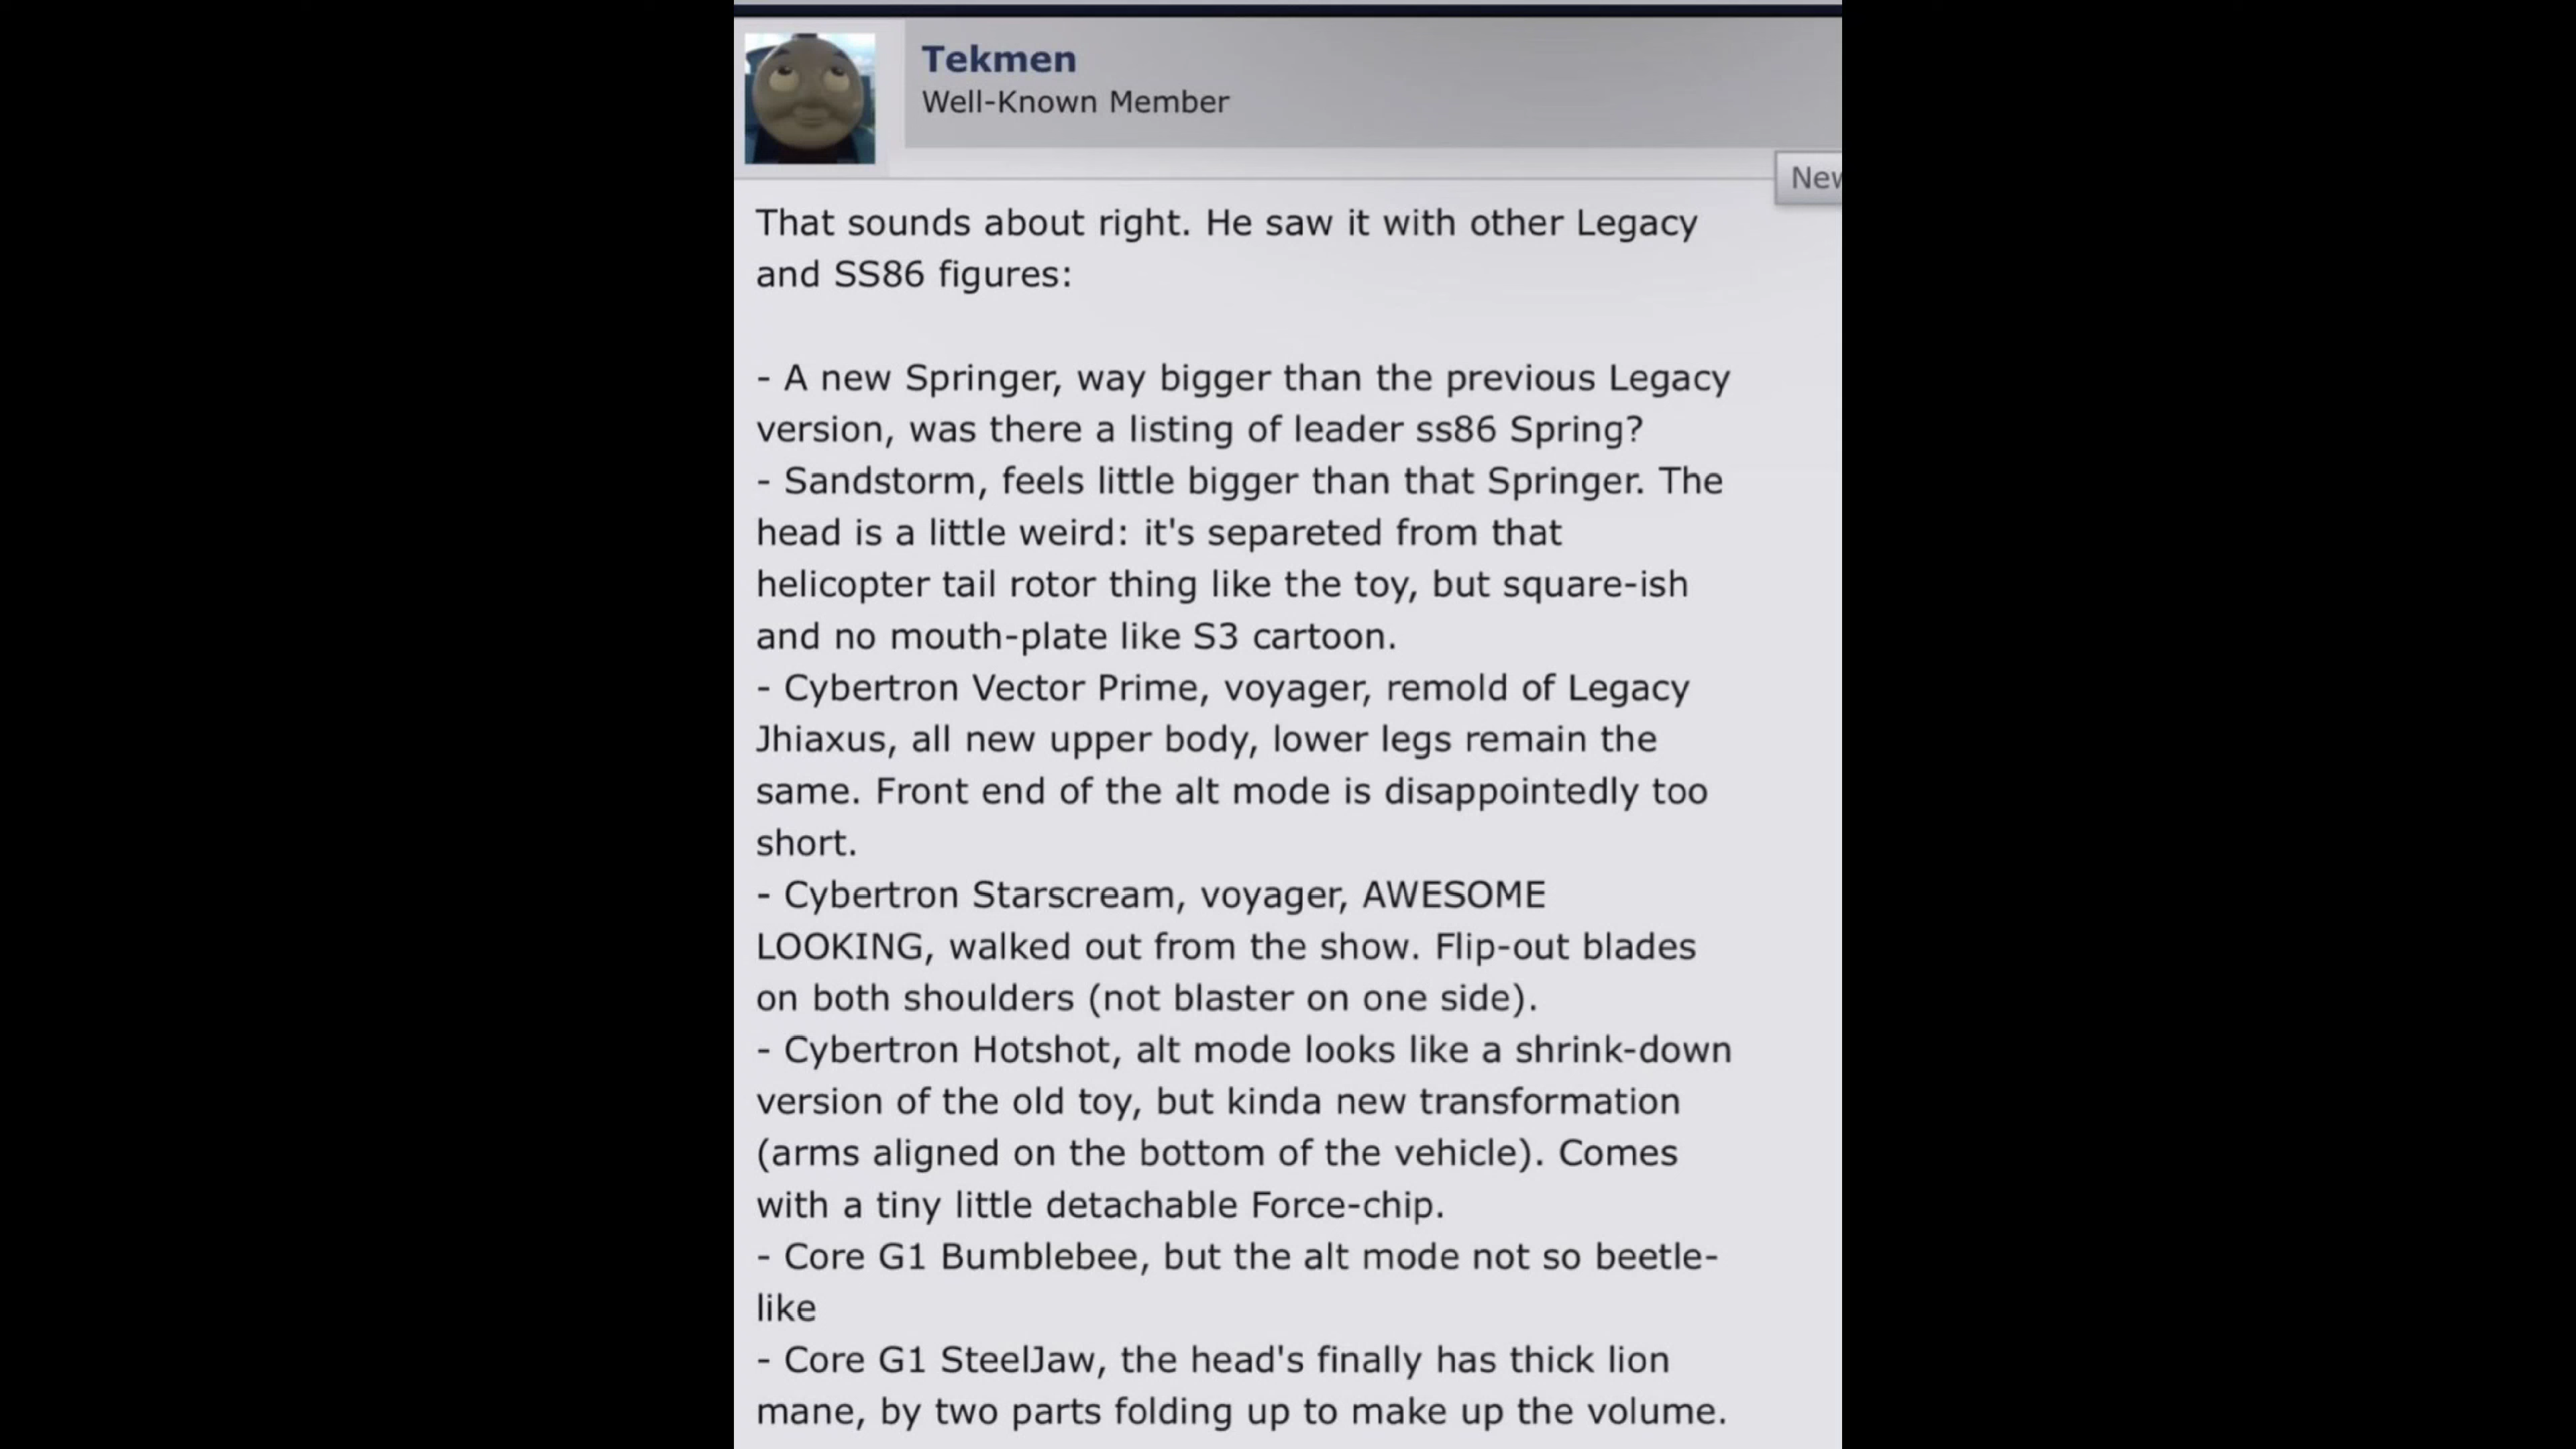 Tekmen
Well-Known Member
New
That sounds about right. He saw it with other Legacy
and SS86 figures:
- A new Springer, way bigger than the previous Legacy
version, was there a listing of leader ss86 Spring?
- Sandstorm, feels little bigger than that Springer. The
head is a little weird: it's separeted from that
helicopter tail rotor thing like the toy, but square-ish
and no mouth-plate like S3 cartoon.
- Cybertron Vector Prime, voyager, remold of Legacy
Jhiaxus, all new upper body, lower legs remain the
same. Front end of the alt mode is disappointedly too
short.
- Cybertron Starscream, voyager, AWESOME
LOOKING, walked out from the show. Flip-out blades
on both shoulders (not blaster on one side).
- Cybertron Hotshot, alt mode looks like a shrink-down
version of the old toy, but kinda new transformation
(arms aligned on the bottom of the vehicle). Comes
with a tiny little detachable Force-chip.
- Core G1 Bumblebee, but the alt mode not so beetle-
like
- Core G1 SteelJaw, the head's finally has thick lion
mane, by two parts folding up to make up the volume.